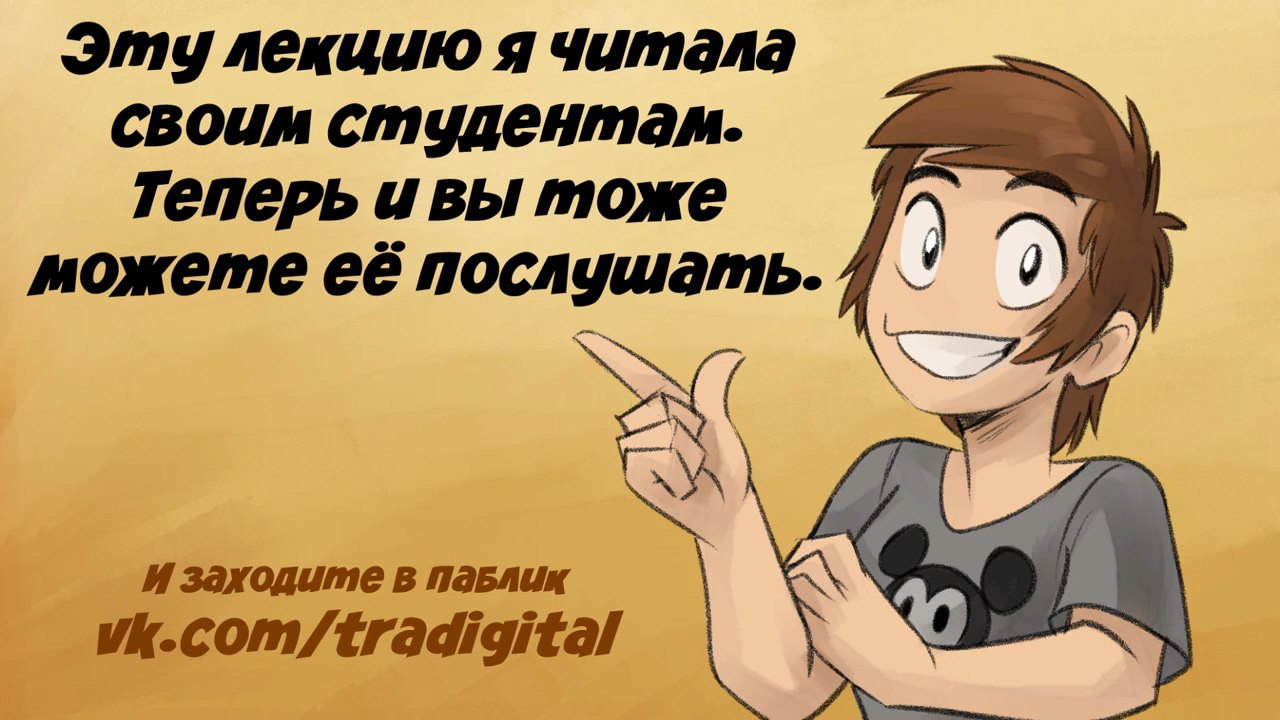 Эту лекцию я читала
своим студентам.
Теперь и вы тоже
можете её послушать.
И заходите в паблик
vk.com/tradigital